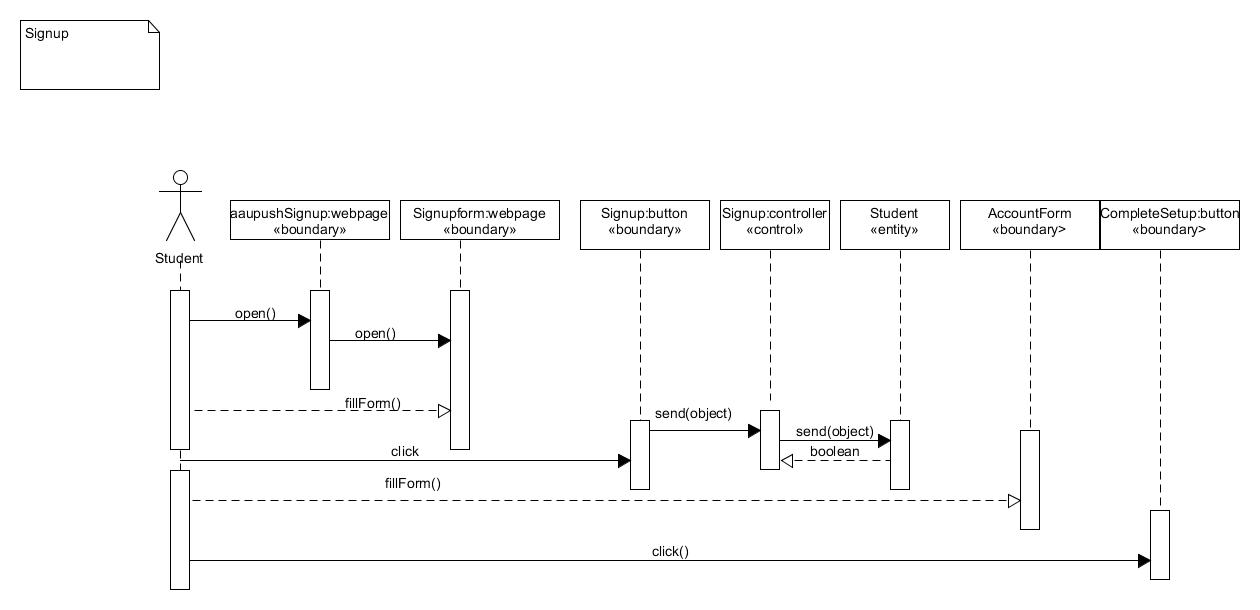 Signup
Student
aaupushSignup:webpage
«boundary»
Signupform:webpage
«boundary»
Signup:button
«boundary»
Signup:controller
«control»
Student
«entity»
AccountForm
«boundary>
CompleteSetup:button
«boundary>
open()
open()
fillForm()
send(object)
send(object)
boolean
click
fillForm()
click()